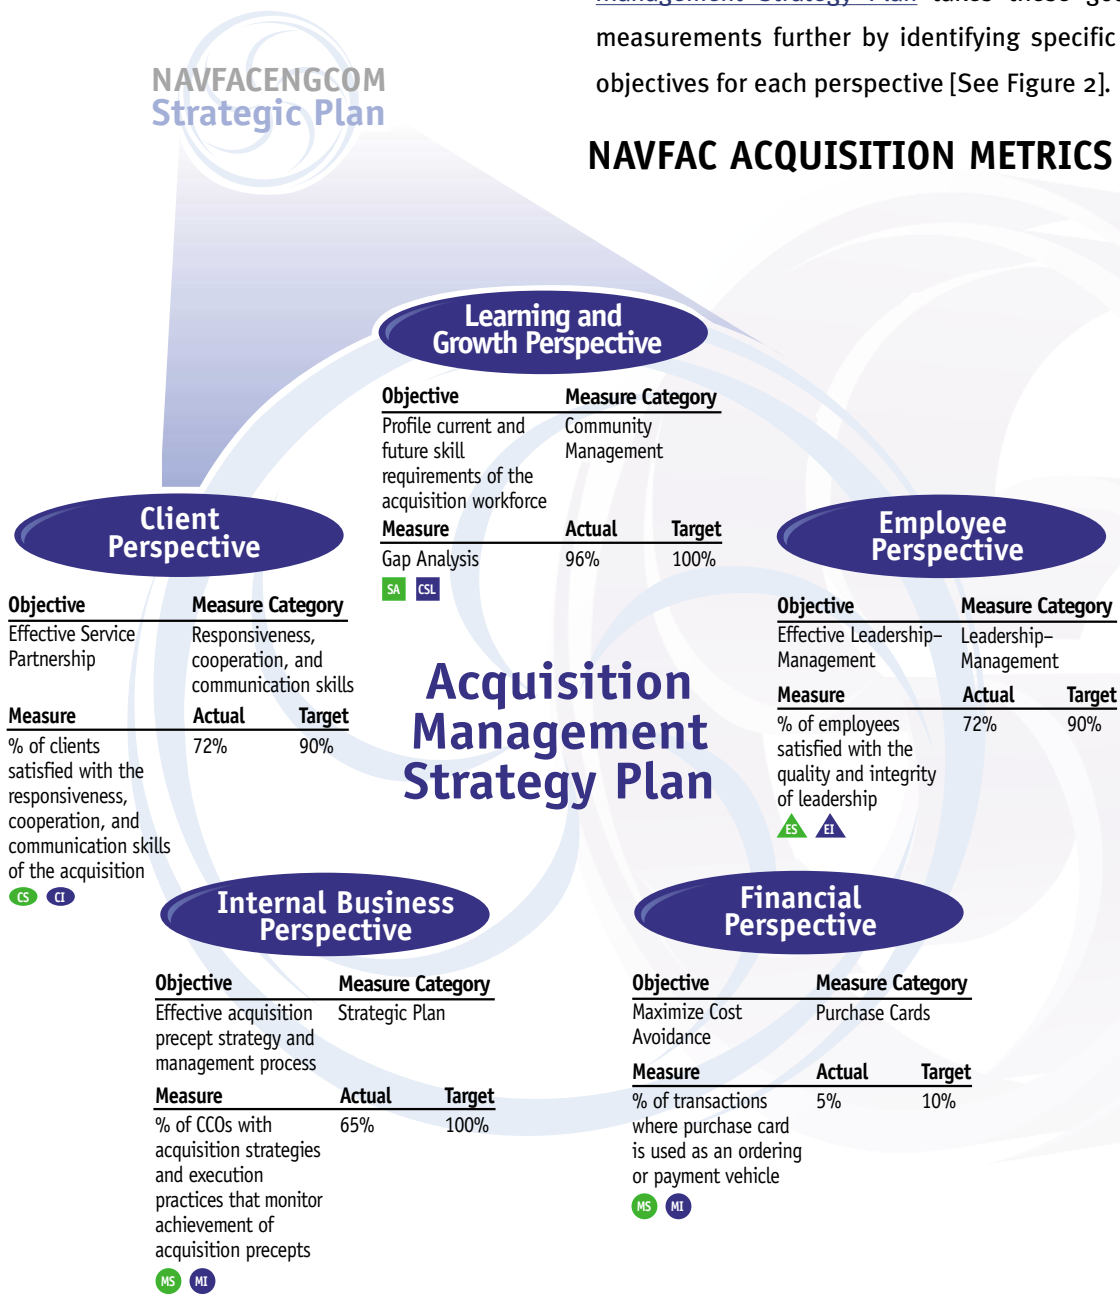 Management Strategy Plan takes these
measurements further by identifying specific
objectives for each perspective [See Figure 2].
NAVFACENGCOM
Strategic Plan
NAVFAC ACQUISITION METRICS
Learning and
Growth Perspective
Objective Measure Category
Profile current and Community
future skill Management
requirements of the
acquisition workforce
Measure Actual Target
Gap Analysis 96% 100%
SA CSL
Client
Perspective
Objective Measure Category
Effective Service Responsiveness,
Partnership cooperation, and
communication skills
Measure Actual Target
% of clients 72% 90%
satisfied with the
responsiveness,
cooperation, and
communication skills
of the acquisition
CS CI
Acquisition
Management
Strategy Plan
Employee
Perspective
Objective Measure Category
Effective Leadership– Leadership–
Management Management
Measure Actual Target
% of employees 72% 90%
satisfied with the
quality and integrity
of leadership
ES EI
Internal Business
Perspective
Objective Measure Category
Effective acquisition Strategic Plan
precept strategy and
management process
Measure Actual Target
% of CCOs with 65% 100%
acquisition strategies
and execution
practices that monitor
achievement of
acquisition precepts
MS MI
Financial
Perspective
Objective Measure Category
Maximize Cost Purchase Cards
Avoidance
Measure Actual Target
% of transactions 5% 10%
where purchase card
is used as an ordering
or payment vehicle
MS MI